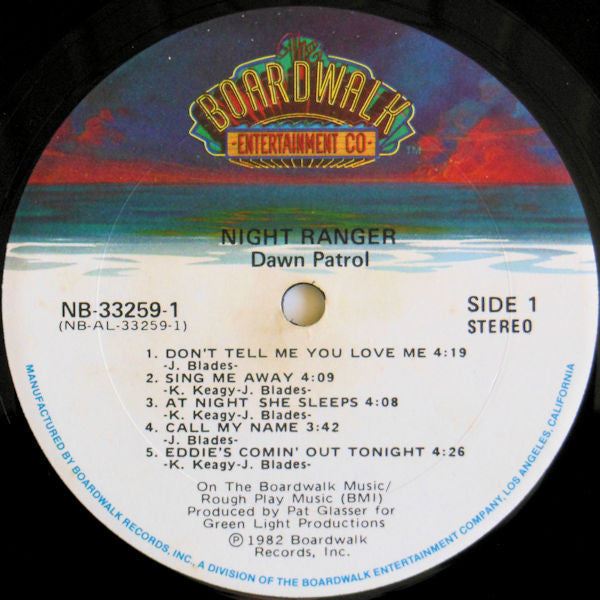 The
BOARDWALK
ENTERTAINMENT CO
TM
NIGHT RANGER
Dawn Patrol
NB-33259-1
(NB-AL-33259-1)
SIDE 1
STEREO
1. DON'T TELL ME YOU LOVE ME 4:19
-J. Blades-
2. SING ME AWAY 4:09
-K. Keagy-J. Blades-
3. AT NIGHT SHE SLEEPS 4:08
-K. Keagy-J. Blades-
4. CALL MY NAME 3:42
-J. Blades-
5. EDDIE'S COMIN' OUT TONIGHT 4:26
-K. Keagy-J. Blades-
On The Boardwalk Music/
Rough Play Music (BMI)
Produced by Pat Glasser for
Green Light Productions
℗ 1982 Boardwalk
Records, Inc.
MANUFACTURED BY BOARDWALK RECORDS, INC., A DIVISION OF THE BOARDWALK ENTERTAINMENT COMPANY, LOS ANGELES, CALIFORNIA